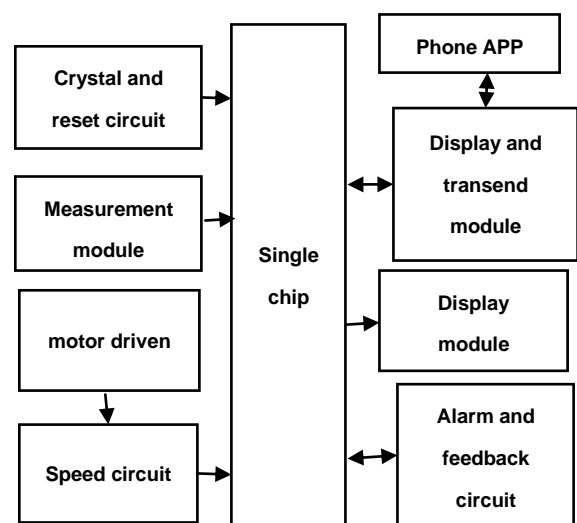 Crystal and
reset circuit
Measurement
module
motor driven
Speed circuit
Single
chip
Phone APP
Display and
transend
module
Display
module
Alarm and
feedback
circuit